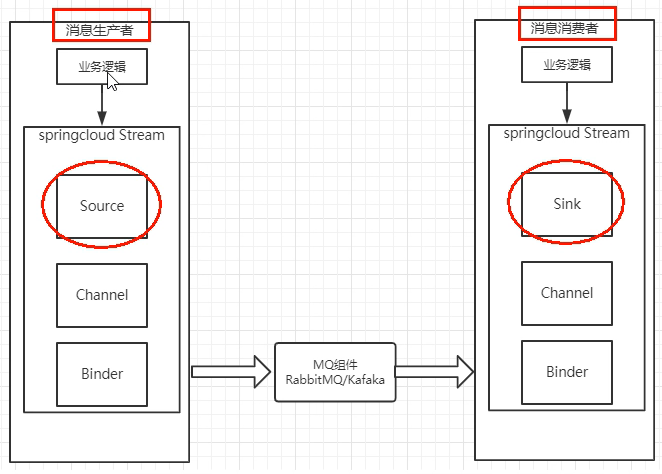 消息生产者
业务逻辑
springcloud Stream
Source
Channel
Binder
MQ组件
RabbitMQ/Kafaka
消息消费者
业务逻辑
springcloud Stream
Sink
Channel
Binder